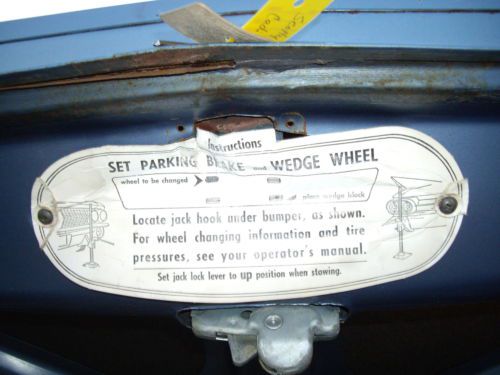 Scotty
Cad.
Instructions
SET PARKING BRAKE and WEDGE WHEEL
wheel to be changed
place wedge block
Locate jack hook under bumper, as shown.
For wheel changing information and tire
pressures, see your operator's manual.
Set jack lock lever to up position when stowing.